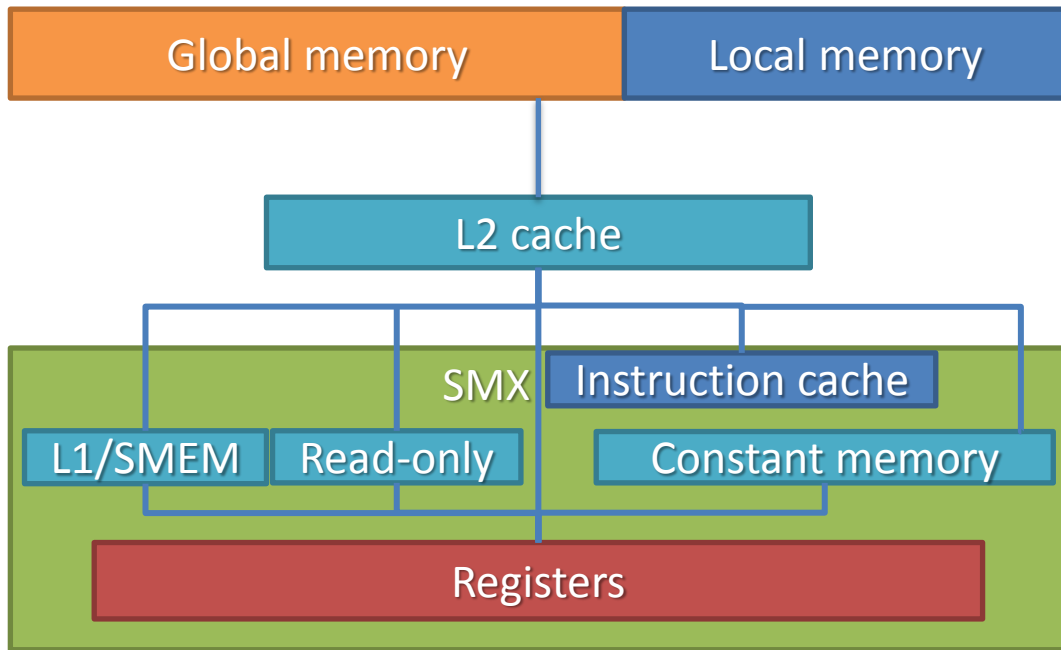 Global memory
Local memory
L2 cache
SMX
Instruction cache
L1/SMEM
Read-only
Constant memory
Registers